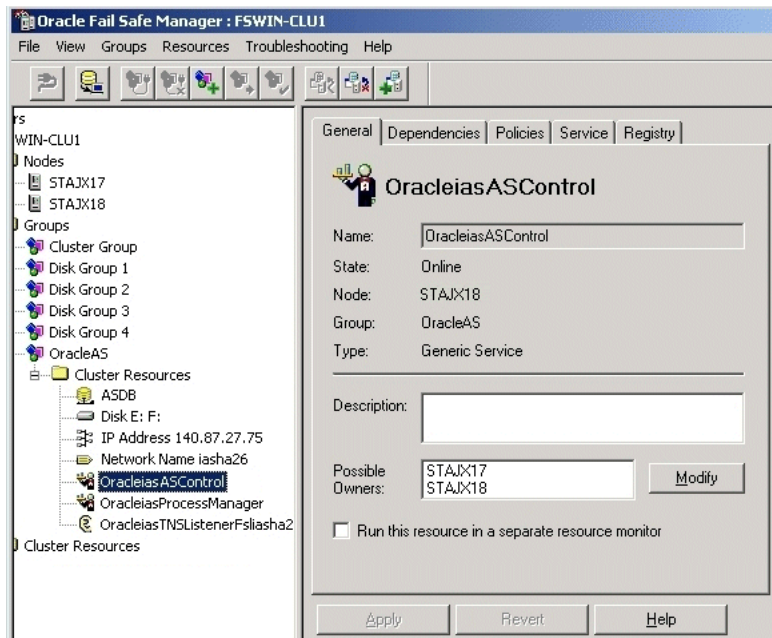 Oracle Fail Safe Manager : FSWIN-CLU1
File View Groups Resources Troubleshooting Help
rs
WIN-CLU1
Nodes
STAJX17
STAJX18
Groups
Cluster Group
Disk Group 1
Disk Group 2
Disk Group 3
Disk Group 4
OracleAS
Cluster Resources
ASDB
Disk E: F:
IP Address 140.87.27.75
Network Name iasha26
OracleiasASControl
OracleiasProcessManager
OracleiasTNSListenerFsliasha2
Cluster Resources
General Dependencies Policies Service Registry
OracleiasASControl
Name: OracleiasASControl
State: Online
Node: STAJX18
Group: OracleAS
Type: Generic Service
Description:
Possible Owners: STAJX17
STAJX18
Modify
Run this resource in a separate resource monitor
Apply Revert Help